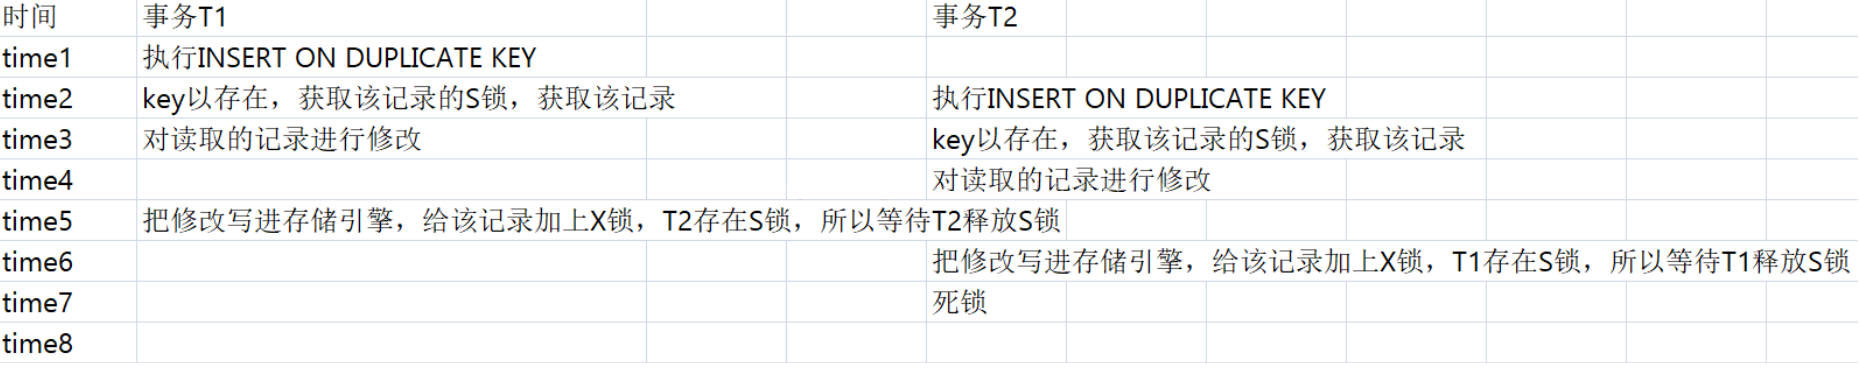 时间 事务T1 事务T2
time1 执行INSERT ON DUPLICATE KEY
time2 key以存在，获取该记录的S锁，获取该记录 执行INSERT ON DUPLICATE KEY
time3 对读取的记录进行修改 key以存在，获取该记录的S锁，获取该记录
time4 对读取的记录进行修改
time5 把修改写进存储引擎，给该记录加上X锁，T2存在S锁，所以等待T2释放S锁
time6 把修改写进存储引擎，给该记录加上X锁，T1存在S锁，所以等待T1释放S锁
time7 死锁
time8